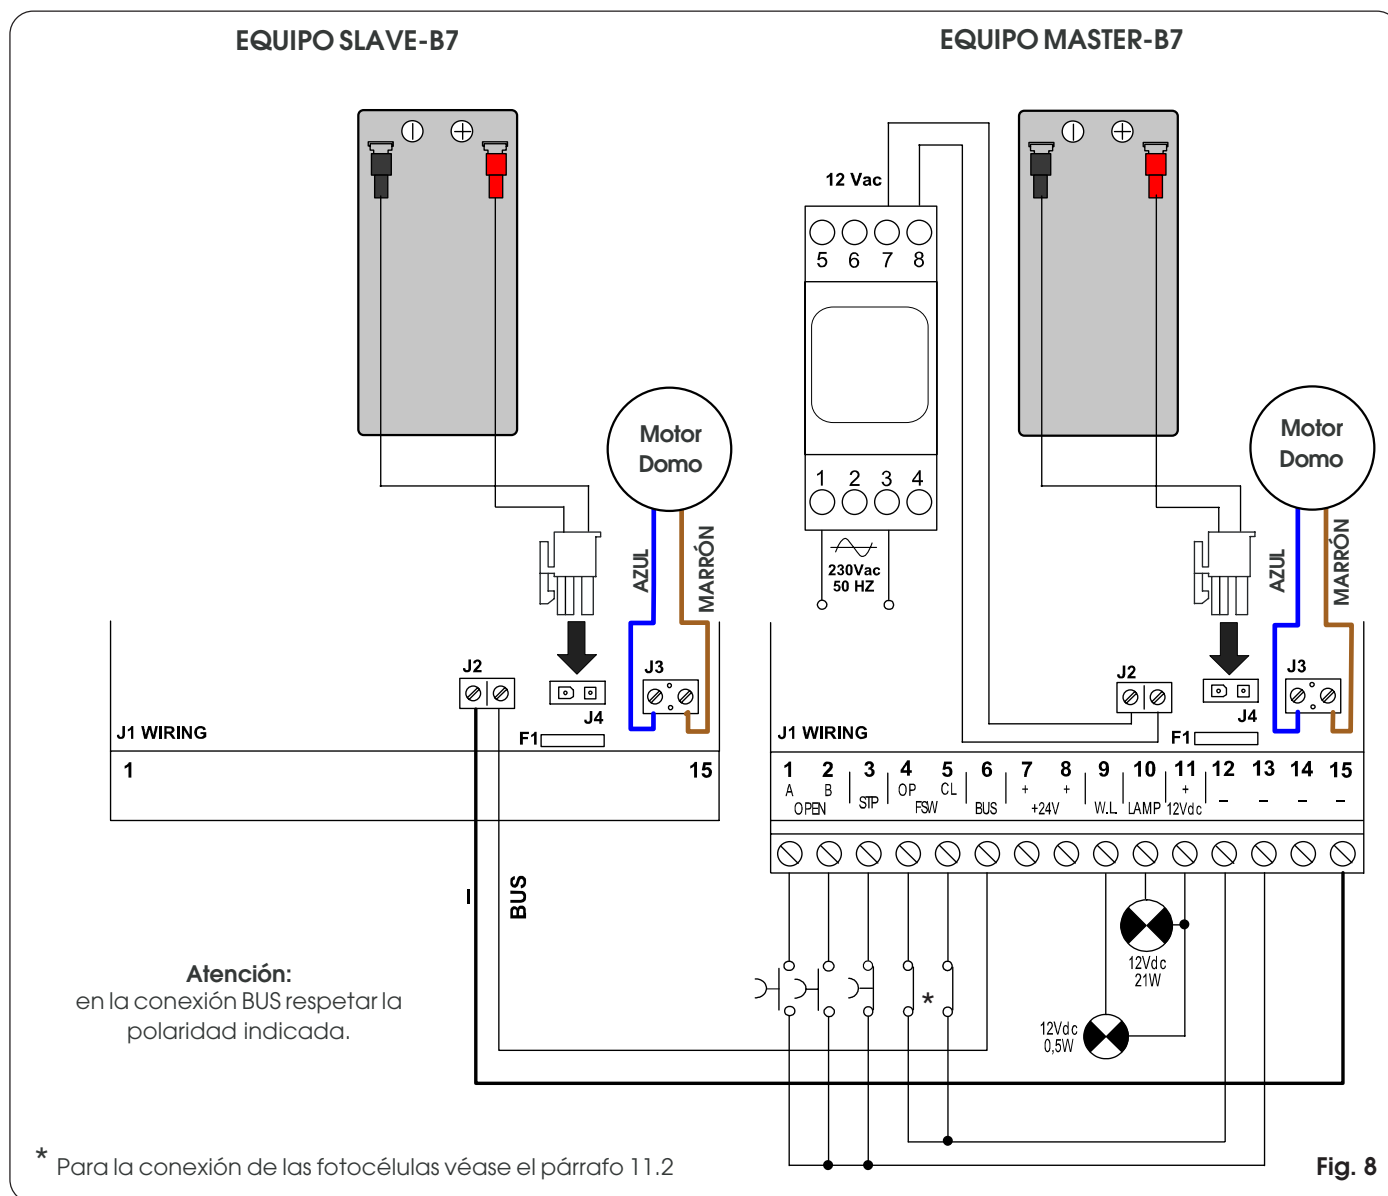 EQUIPO SLAVE-B7
EQUIPO MASTER-B7
12 Vac
5 6 7 8
1 2 3 4
230Vac
50 HZ
Motor
Domo
AZUL
MARRÓN
J2
J3
J4
F1
J1 WIRING
1 15
Motor
Domo
AZUL
MARRÓN
J2
J3
J4
F1
J1 WIRING
1 2 3 4 5 6 7 8 9 10 11 12 13 14 15
A B OP CL + + + – – – –
OPEN STP FSW BUS +24V W.L. LAMP 12Vdc
BUS
12Vdc
21W
12Vdc
0,5W
*
Atención:
en la conexión BUS respetar la
polaridad indicada.
* Para la conexión de las fotocélulas véase el párrafo 11.2
Fig. 8